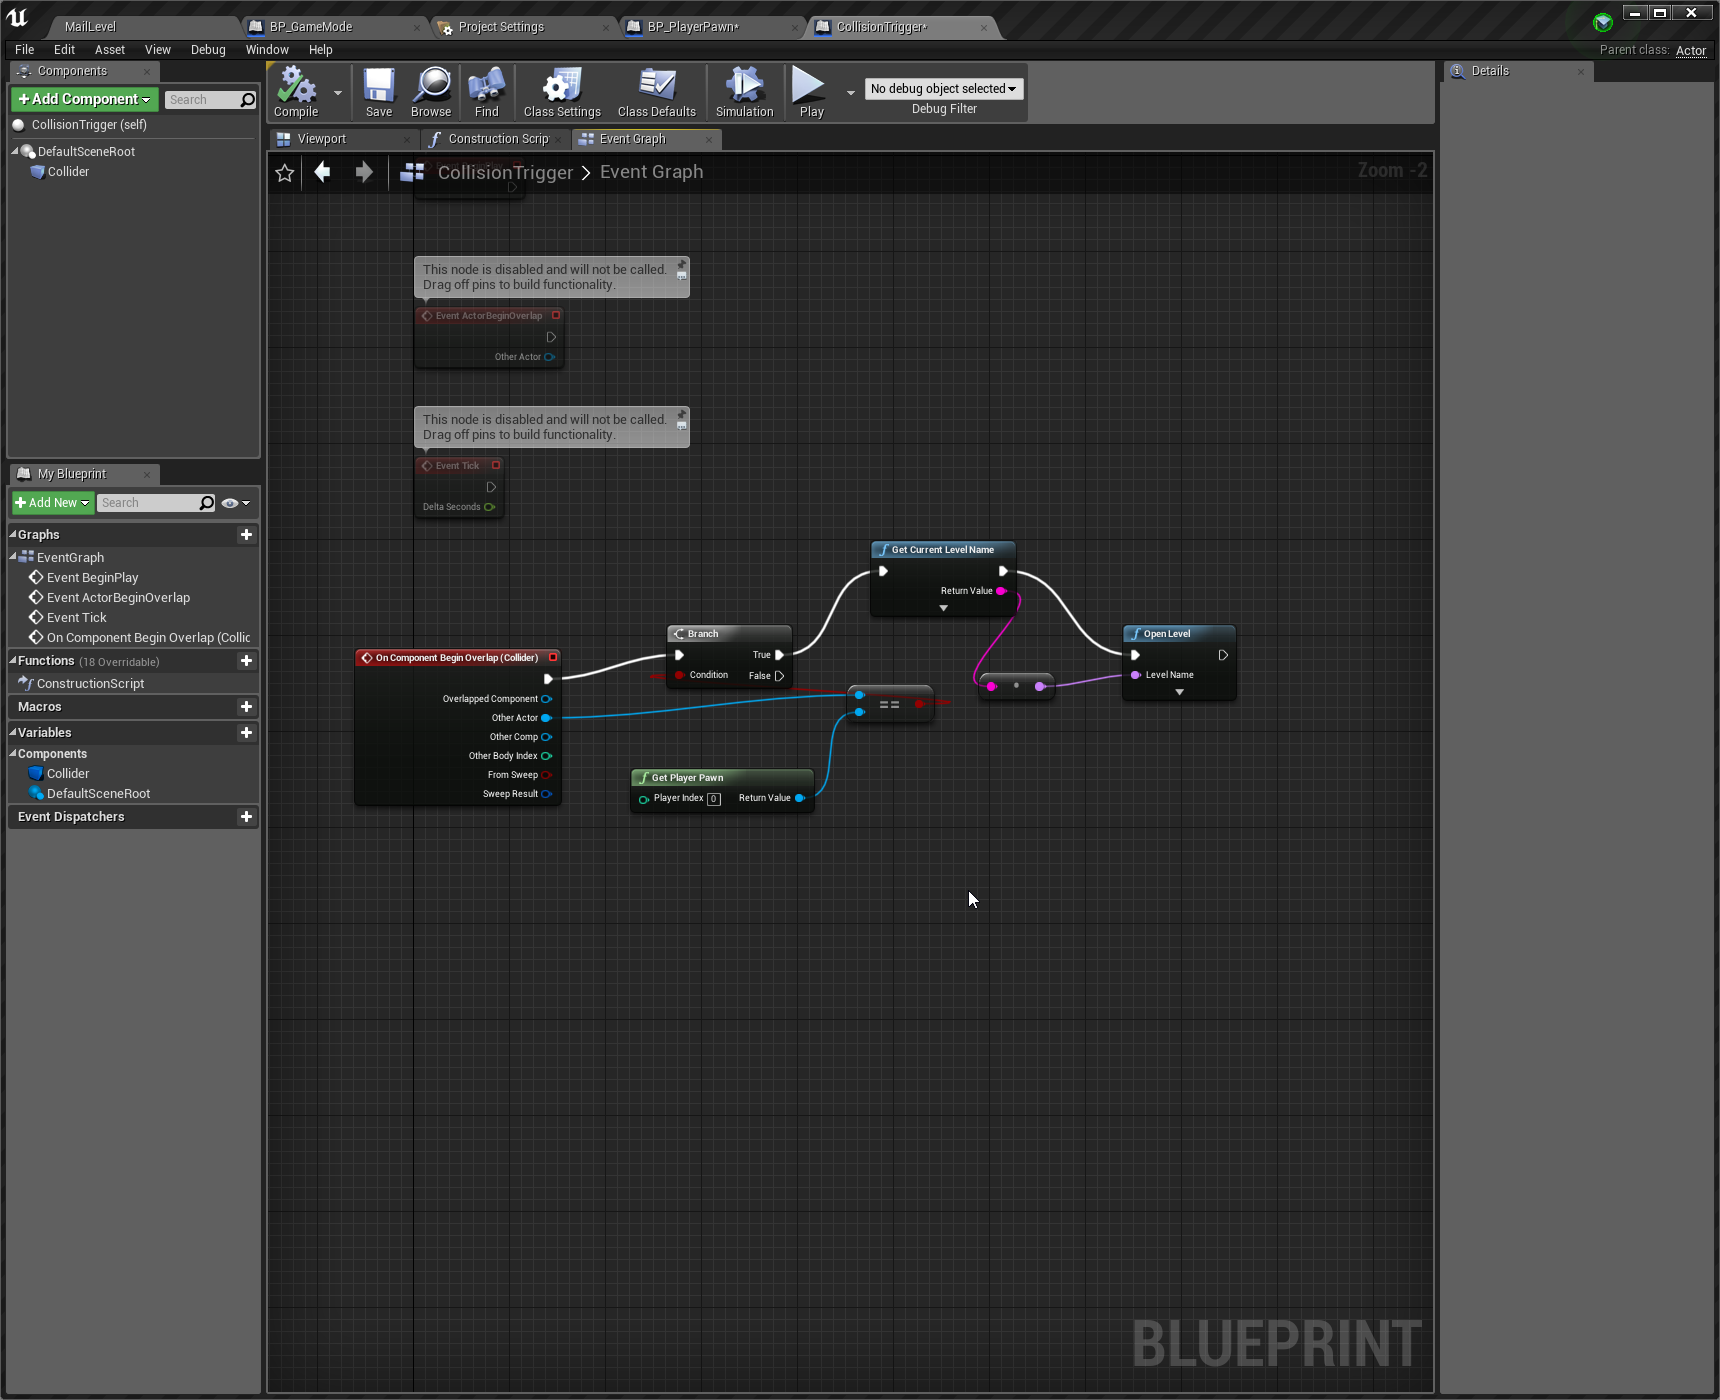 MailLevel
BP_GameMode
Project Settings
BP_PlayerPawn*
CollisionTrigger*
File Edit Asset View Debug Window Help
Parent class: Actor
Components
+ Add Component
Search
CollisionTrigger (self)
DefaultSceneRoot
Collider
Compile
Save
Browse
Find
Class Settings
Class Defaults
Simulation
Play
No debug object selected
Debug Filter
Details
Viewport
Construction Scrip
Event Graph
CollisionTrigger > Event Graph
Zoom -2
This node is disabled and will not be called.
Drag off pins to build functionality.
Event ActorBeginOverlap
Other Actor
This node is disabled and will not be called.
Drag off pins to build functionality.
Event Tick
Delta Seconds
My Blueprint
+ Add New
Search
Graphs
EventGraph
Event BeginPlay
Event ActorBeginOverlap
Event Tick
On Component Begin Overlap (Collic
Functions (18 Overridable)
ConstructionScript
Macros
Variables
Components
Collider
DefaultSceneRoot
Event Dispatchers
Get Current Level Name
Return Value
Branch
True
Condition
False
Open Level
Level Name
On Component Begin Overlap (Collider)
Overlapped Component
Other Actor
Other Comp
Other Body Index
From Sweep
Sweep Result
==
Get Player Pawn
Player Index 0
Return Value
BLUEPRINT